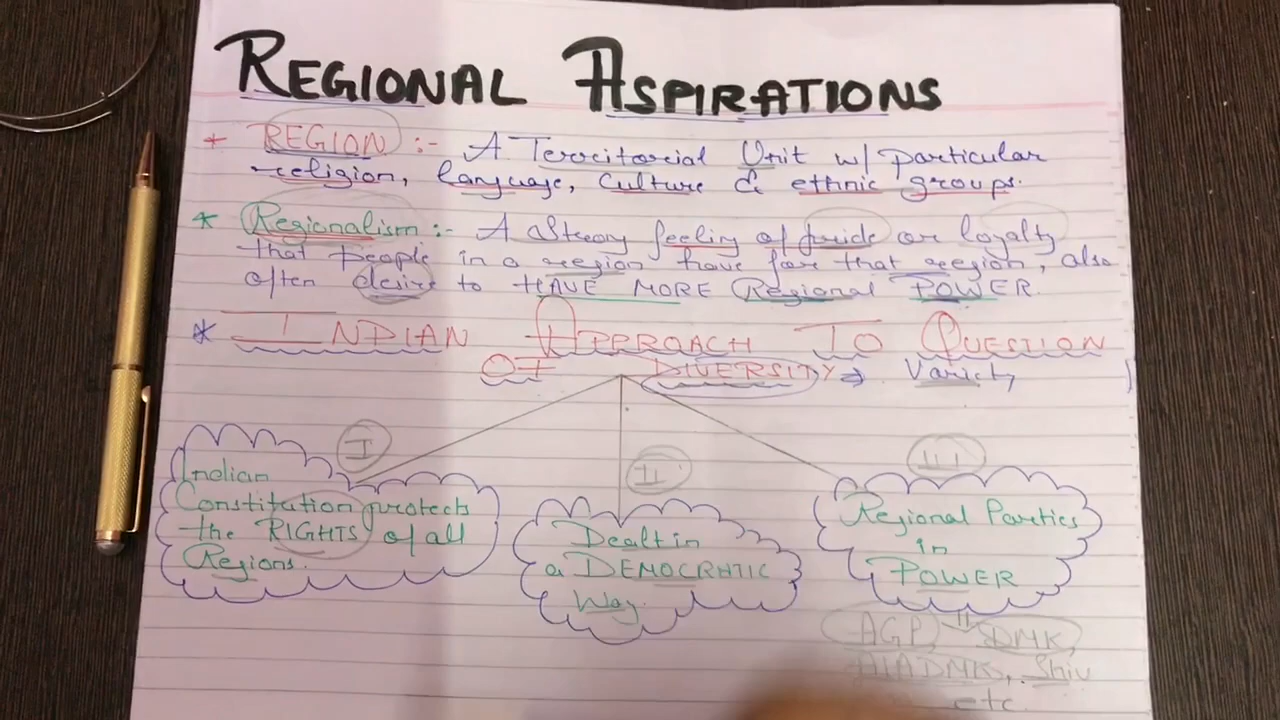 REGIONAL ASPIRATIONS
* REGION :- A Territorial Unit w/ particular
religion, language, culture & ethnic groups.
* Regionalism :- A Strong feeling of pride or loyalty
that people in a region have for that region, also
often desire to HAVE MORE Regional POWER.
* INDIAN APPROACH TO QUESTION
OF DIVERSITY → Variety
I
Indian
Constitution protects
the RIGHTS of all
Regions.
II
Dealt in
a DEMOCRATIC
Way.
III
Regional Parties
in
POWER
AGP, DMK,
AIADMK, Shiv
etc